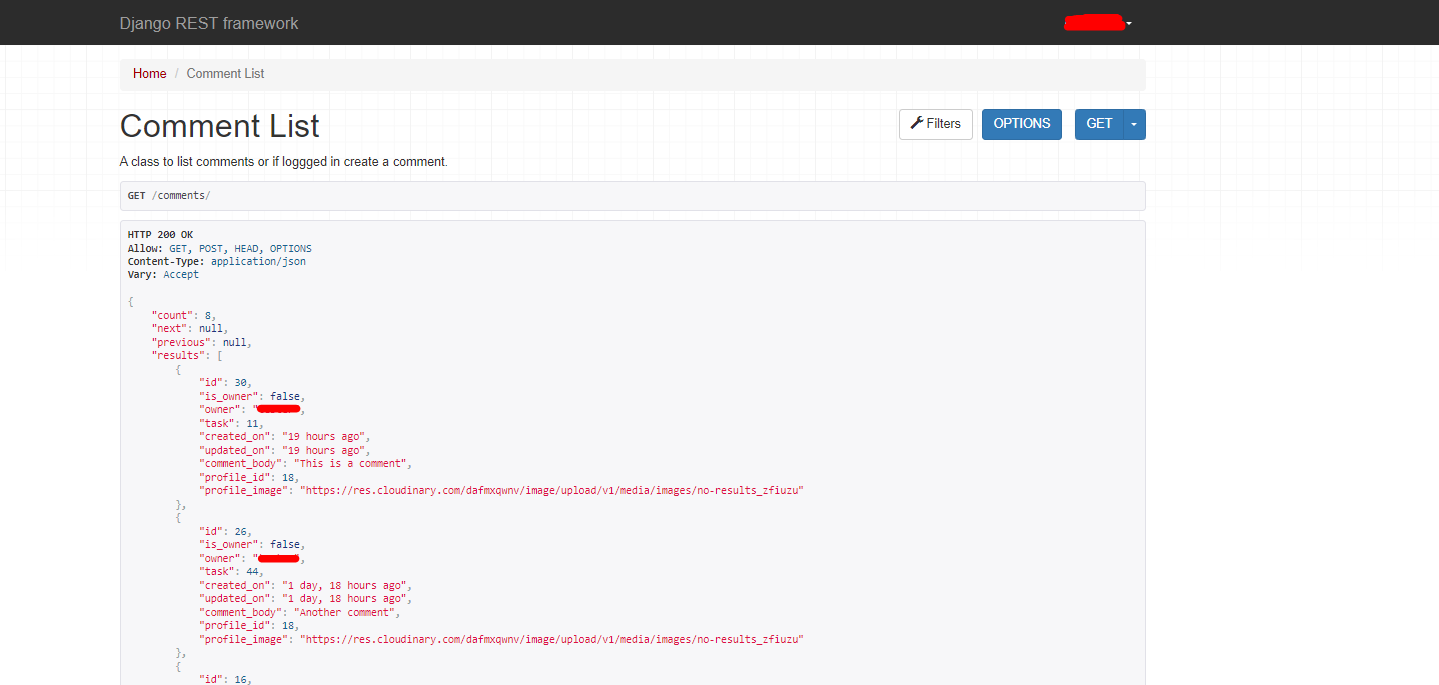 Django REST framework
Home / Comment List
Comment List
Filters
OPTIONS
GET
A class to list comments or if loggged in create a comment.
GET /comments/
HTTP 200 OK
Allow: GET, POST, HEAD, OPTIONS
Content-Type: application/json
Vary: Accept
{
"count": 8,
"next": null,
"previous": null,
"results": [
{
"id": 30,
"is_owner": false,
"owner": "
"task": 11,
"created_on": "19 hours ago",
"updated_on": "19 hours ago",
"comment_body": "This is a comment",
"profile_id": 18,
"profile_image": "https://res.cloudinary.com/dafmxqwnv/image/upload/v1/media/images/no-results_zfiuzu"
},
{
"id": 26,
"is_owner": false,
"owner": "
"task": 44,
"created_on": "1 day, 18 hours ago",
"updated_on": "1 day, 18 hours ago",
"comment_body": "Another comment",
"profile_id": 18,
"profile_image": "https://res.cloudinary.com/dafmxqwnv/image/upload/v1/media/images/no-results_zfiuzu"
},
{
"id": 16,